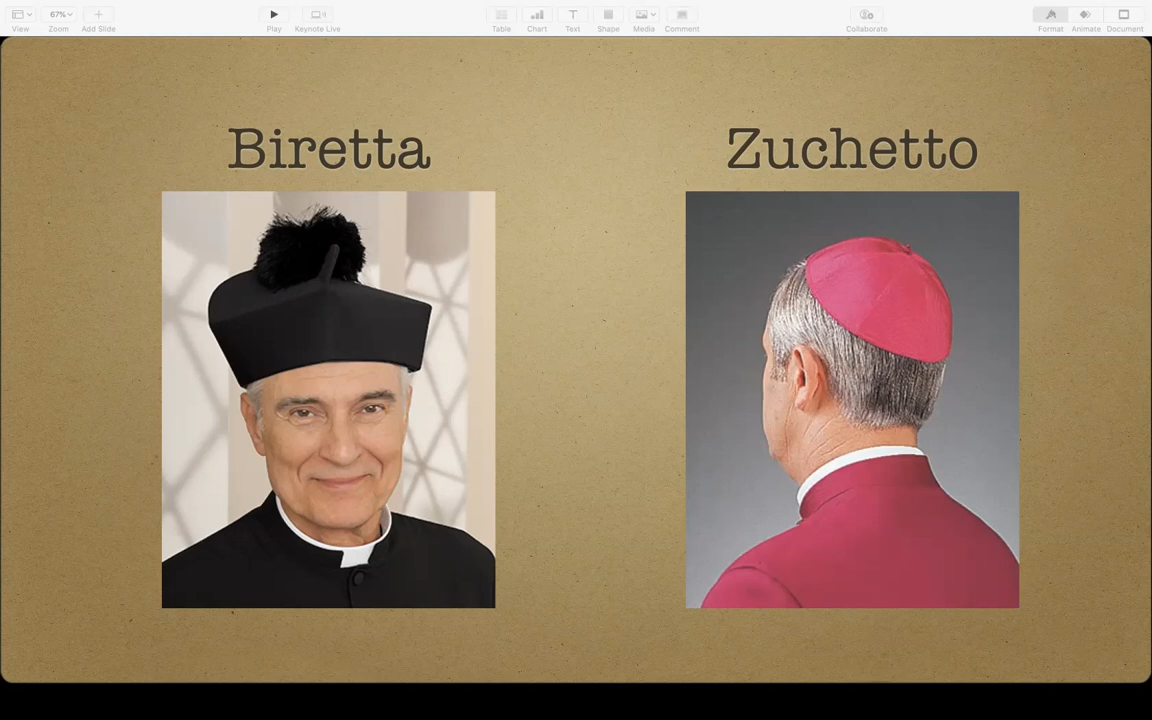 67%
View
Zoom
Add Slide
Play
Keynote Live
Table
Chart
Text
Shape
Media
Comment
Collaborate
Format
Animate
Document
Biretta
Zuchetto